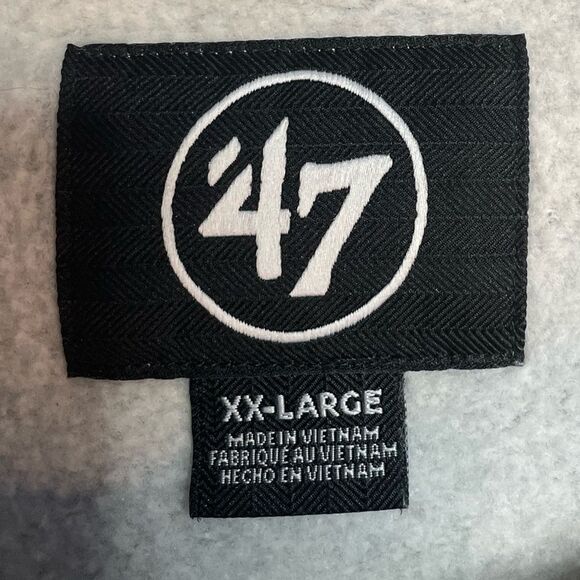 '47
XX-LARGE
MADE IN VIETNAM
FABRIQUÉ AU VIETNAM
HECHO EN VIETNAM